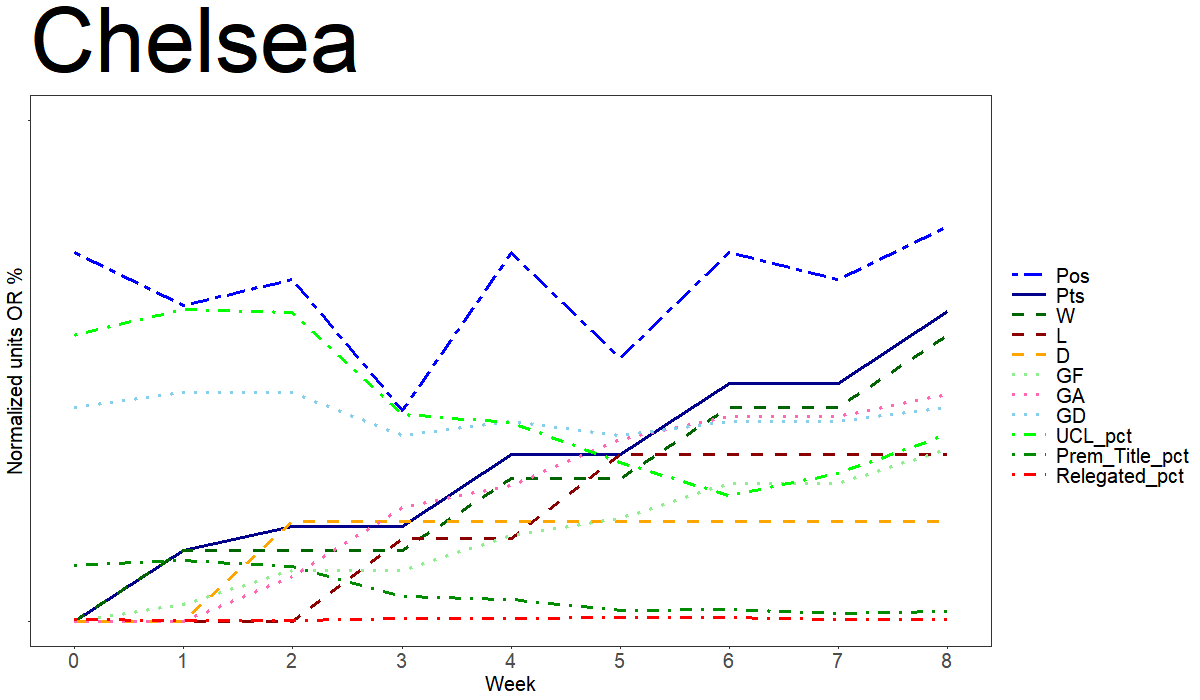 Chelsea
Normalized units OR %
0 1 2 3 4 5 6 7 8
Week
Pos
Pts
W
L
D
GF
GA
GD
UCL_pct
Prem_Title_pct
Relegated_pct